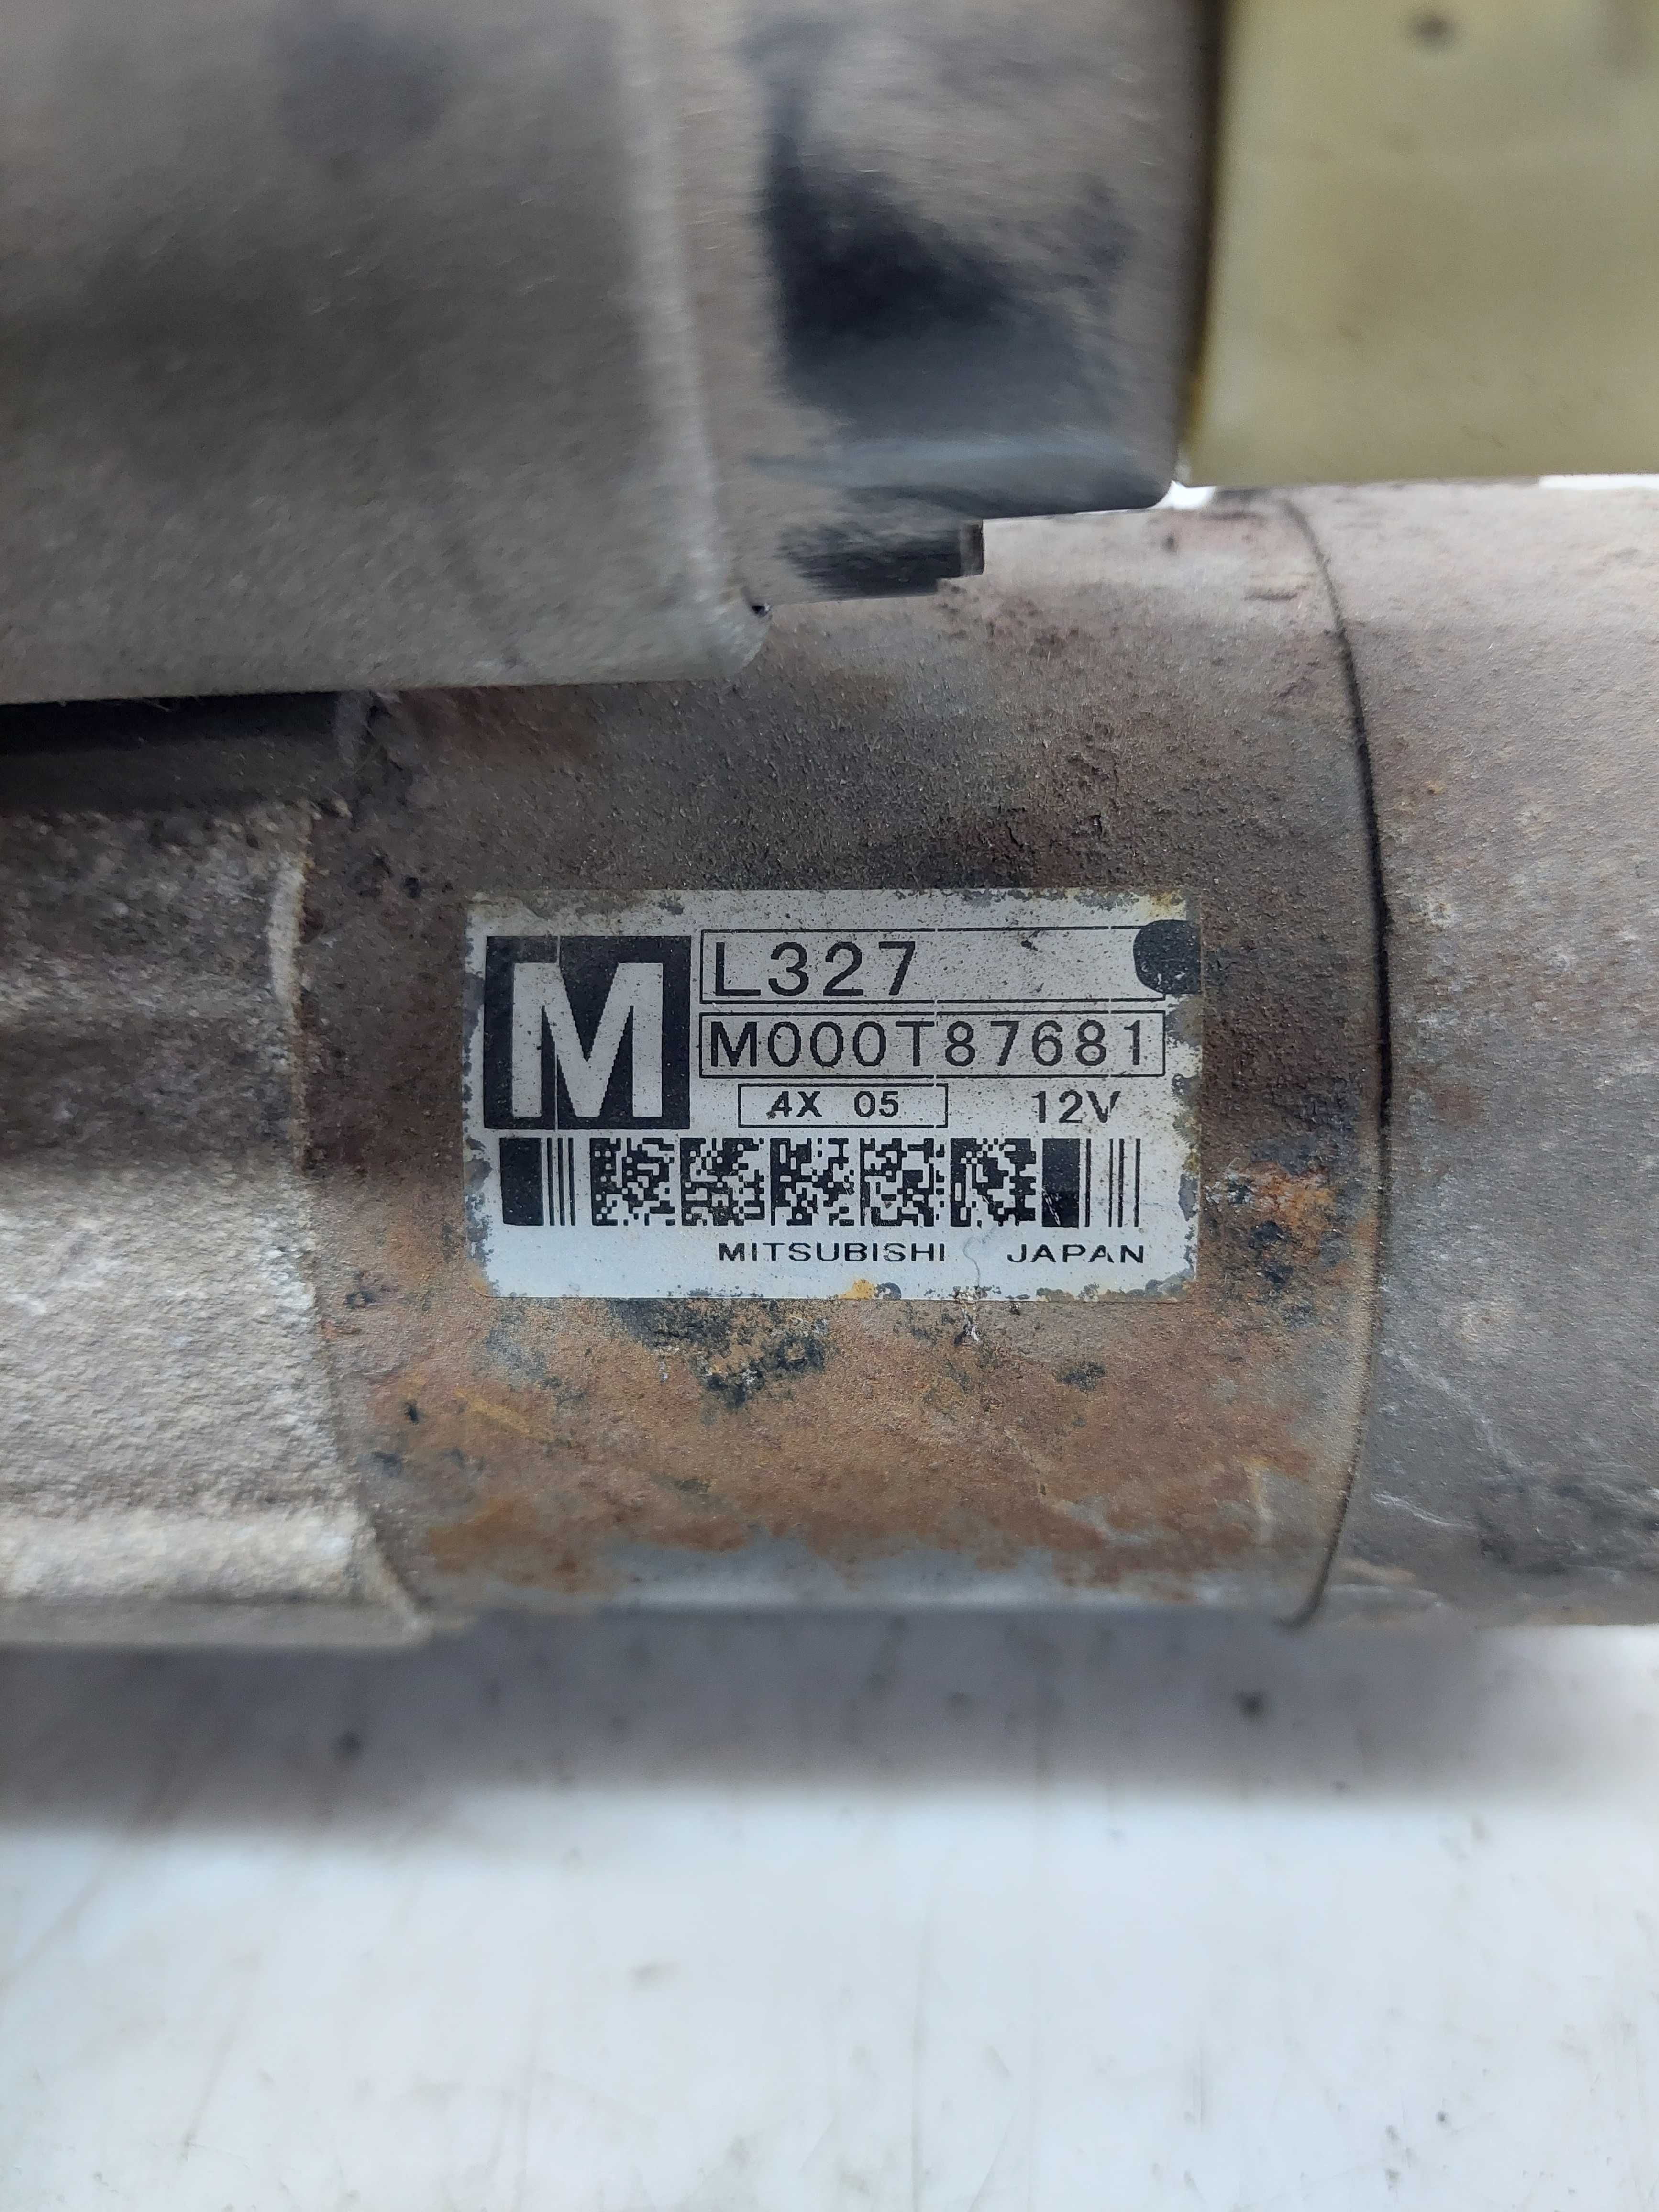 M
L327
M000T87681
4X 05 12V
MITSUBISHI JAPAN